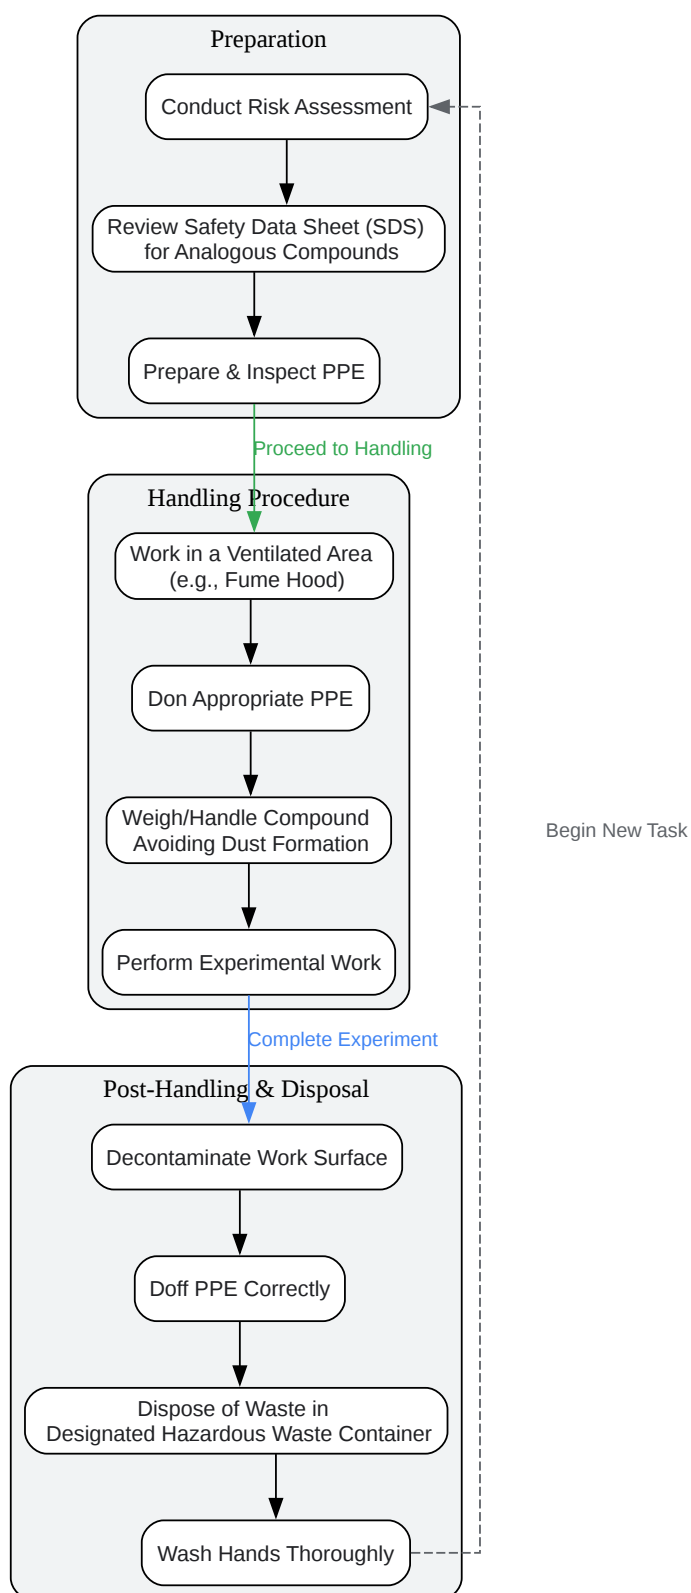 Preparation
Conduct Risk Assessment
Review Safety Data Sheet (SDS)
for Analogous Compounds
Prepare & Inspect PPE
Proceed to Handling
Handling Procedure
Work in a Ventilated Area
(e.g., Fume Hood)
Don Appropriate PPE
Weigh/Handle Compound
Avoiding Dust Formation
Begin New Task
Perform Experimental Work
Complete Experiment
Post-Handling & Disposal
Decontaminate Work Surface
Doff PPE Correctly
Dispose of Waste in
Designated Hazardous Waste Container
Wash Hands Thoroughly